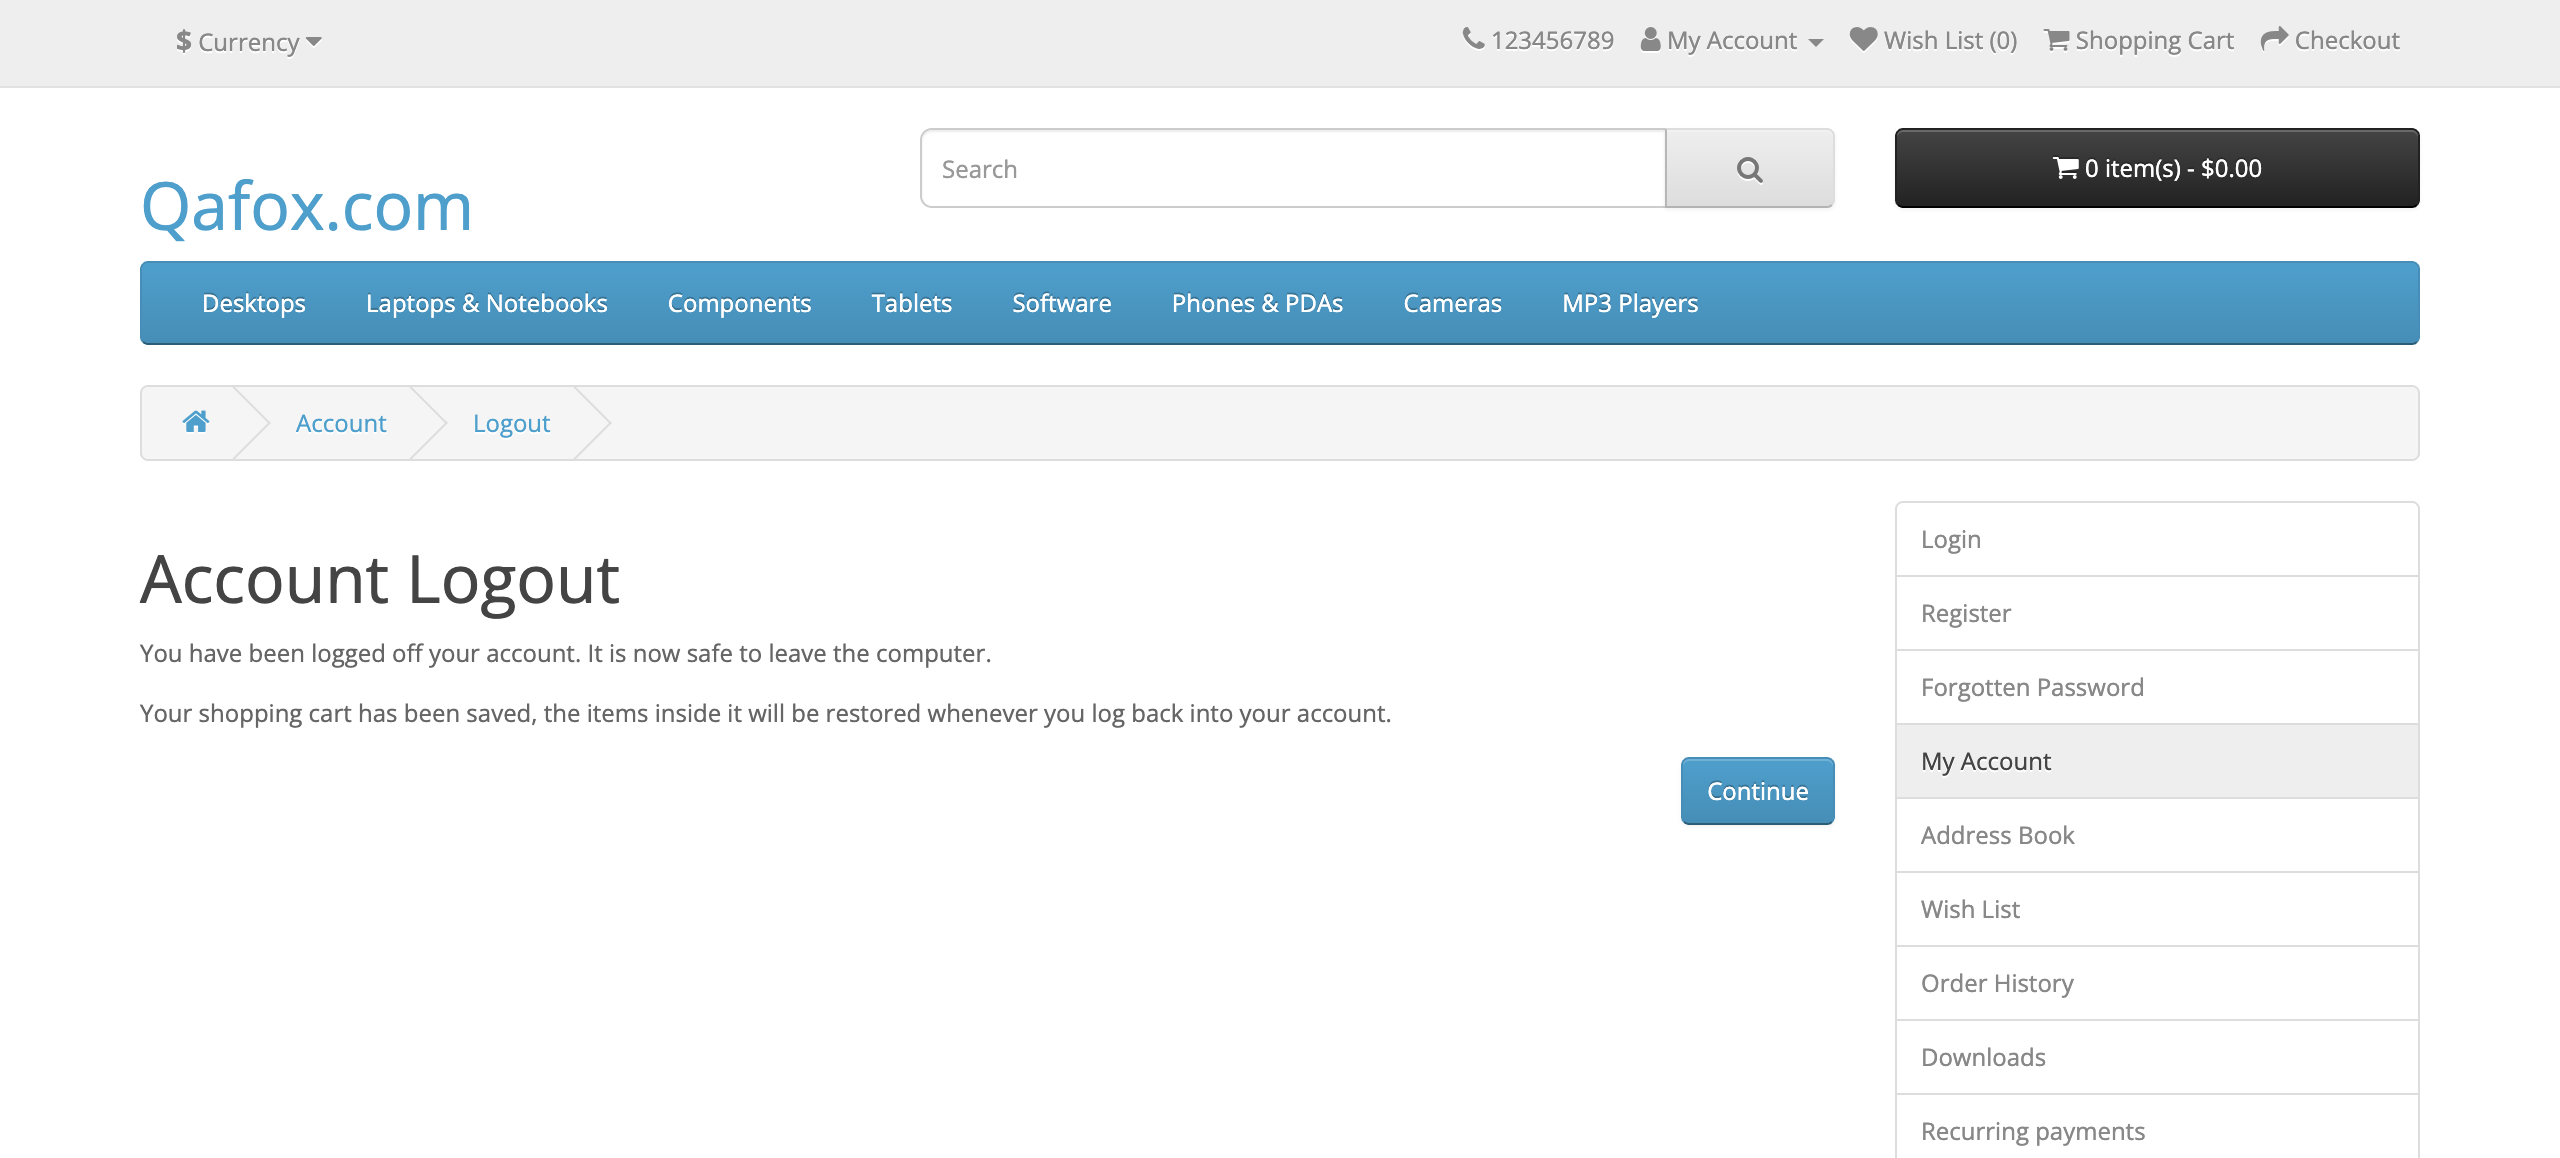 $ Currency
123456789 My Account Wish List (0) Shopping Cart Checkout
Qafox.com
Search
0 item(s) - $0.00
Desktops Laptops & Notebooks Components Tablets Software Phones & PDAs Cameras MP3 Players
Account Logout
Account Logout
You have been logged off your account. It is now safe to leave the computer.
Your shopping cart has been saved, the items inside it will be restored whenever you log back into your account.
Continue
Login
Register
Forgotten Password
My Account
Address Book
Wish List
Order History
Downloads
Recurring payments